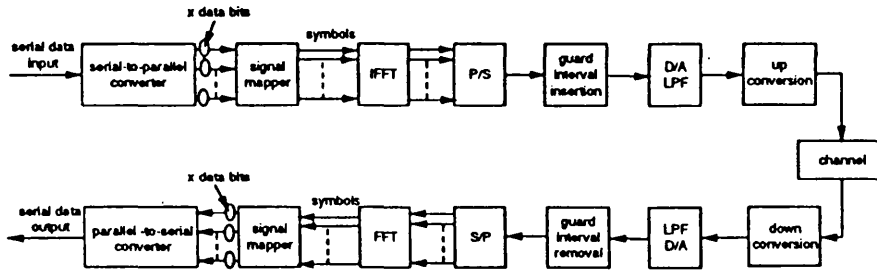 x data bits
serial data
input
serial-to-parallel
converter
signal
mapper
symbols
IFFT
P/S
guard
interval
insertion
D/A
LPF
up
conversion
channel
x data bits
serial data
output
parallel -to-serial
converter
signal
mapper
symbols
FFT
S/P
guard
interval
removal
LPF
D/A
down
conversion